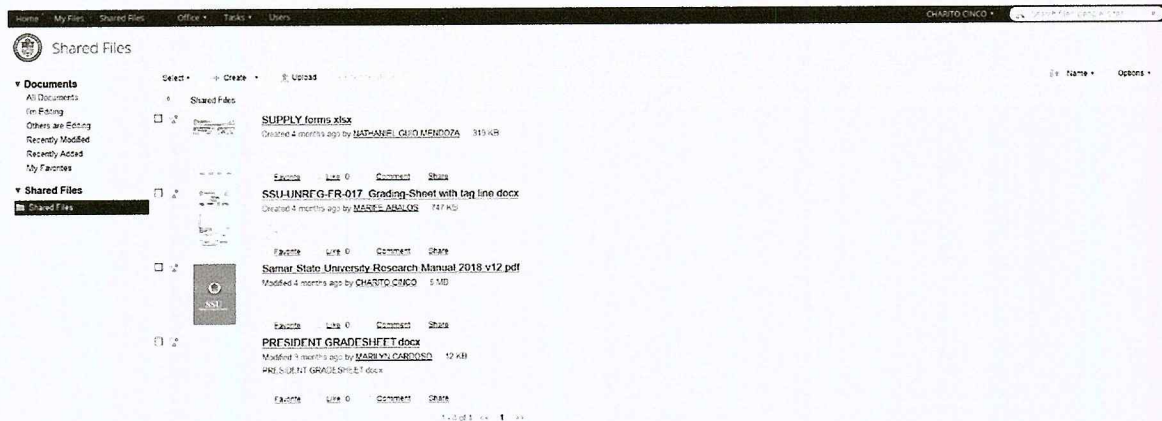 Home My Files Shared Files Office Tasks Users CHARITO CINCO
Shared Files
Select Create Upload Name Options
Documents
All Documents
I'm Editing
Others are Editing
Recently Modified
Recently Added
My Favorites
Shared Files
Shared Files
Shared Files
SUPPLY forms xlsx
Created 4 months ago by NATHANIEL GUIO MENDOZA 319 KB
Favorite Like 0 Comment Share
SSU-UNREG-FR-017 Grading-Sheet with tag line docx
Created 4 months ago by MARIFE ABALOS 747 KB
Favorite Like 0 Comment Share
SSU
Samar State University Research Manual 2018 v12 pdf
Modified 4 months ago by CHARITO CINCO 5 MB
Favorite Like 0 Comment Share
PRESIDENT GRADESHEET docx
Modified 9 months ago by MARILYN CARDOSO 12 KB
PRESIDENT GRADESHEET docx
Favorite Like 0 Comment Share
1